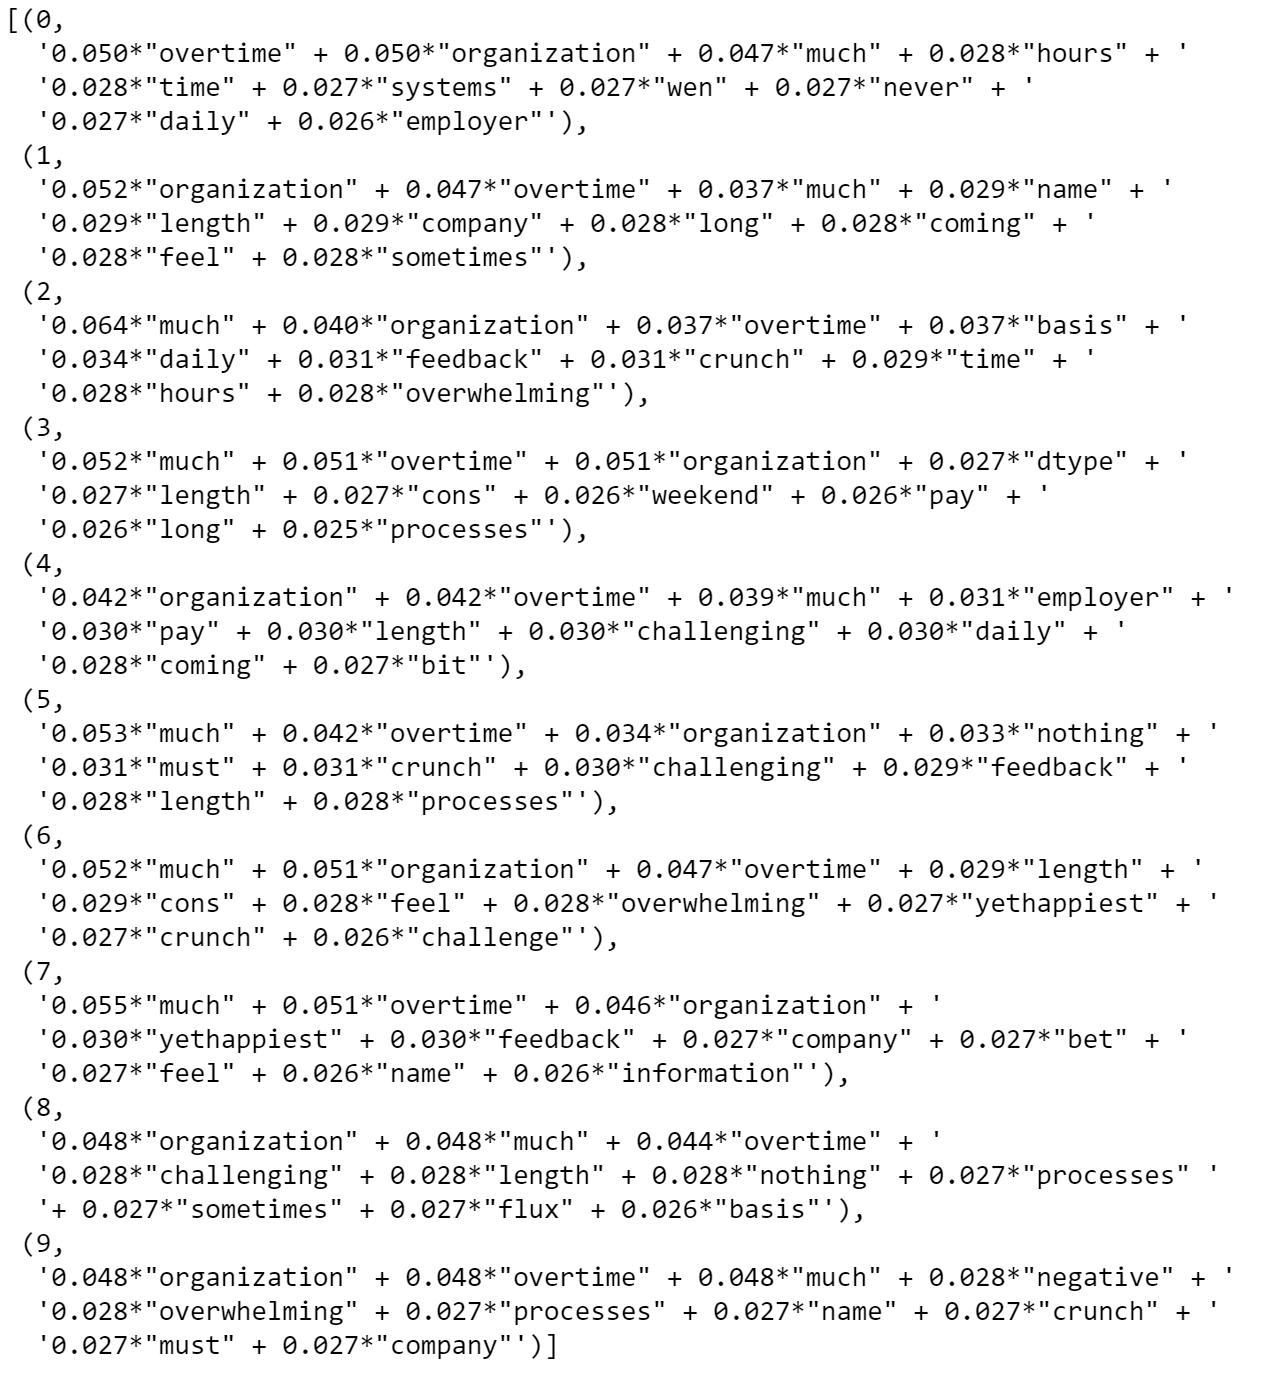 [(0,
  '0.050*"overtime" + 0.050*"organization" + 0.047*"much" + 0.028*"hours" + '
  '0.028*"time" + 0.027*"systems" + 0.027*"wen" + 0.027*"never" + '
  '0.027*"daily" + 0.026*"employer"'),
 (1,
  '0.052*"organization" + 0.047*"overtime" + 0.037*"much" + 0.029*"name" + '
  '0.029*"length" + 0.029*"company" + 0.028*"long" + 0.028*"coming" + '
  '0.028*"feel" + 0.028*"sometimes"'),
 (2,
  '0.064*"much" + 0.040*"organization" + 0.037*"overtime" + 0.037*"basis" + '
  '0.034*"daily" + 0.031*"feedback" + 0.031*"crunch" + 0.029*"time" + '
  '0.028*"hours" + 0.028*"overwhelming"'),
 (3,
  '0.052*"much" + 0.051*"overtime" + 0.051*"organization" + 0.027*"dtype" + '
  '0.027*"length" + 0.027*"cons" + 0.026*"weekend" + 0.026*"pay" + '
  '0.026*"long" + 0.025*"processes"'),
 (4,
  '0.042*"organization" + 0.042*"overtime" + 0.039*"much" + 0.031*"employer" + '
  '0.030*"pay" + 0.030*"length" + 0.030*"challenging" + 0.030*"daily" + '
  '0.028*"coming" + 0.027*"bit"'),
 (5,
  '0.053*"much" + 0.042*"overtime" + 0.034*"organization" + 0.033*"nothing" + '
  '0.031*"must" + 0.031*"crunch" + 0.030*"challenging" + 0.029*"feedback" + '
  '0.028*"length" + 0.028*"processes"'),
 (6,
  '0.052*"much" + 0.051*"organization" + 0.047*"overtime" + 0.029*"length" + '
  '0.029*"cons" + 0.028*"feel" + 0.028*"overwhelming" + 0.027*"yethappiest" + '
  '0.027*"crunch" + 0.026*"challenge"'),
 (7,
  '0.055*"much" + 0.051*"overtime" + 0.046*"organization" + '
  '0.030*"yethappiest" + 0.030*"feedback" + 0.027*"company" + 0.027*"bet" + '
  '0.027*"feel" + 0.026*"name" + 0.026*"information"'),
 (8,
  '0.048*"organization" + 0.048*"much" + 0.044*"overtime" + '
  '0.028*"challenging" + 0.028*"length" + 0.028*"nothing" + 0.027*"processes" '
  '+ 0.027*"sometimes" + 0.027*"flux" + 0.026*"basis"'),
 (9,
  '0.048*"organization" + 0.048*"overtime" + 0.048*"much" + 0.028*"negative" + '
  '0.028*"overwhelming" + 0.027*"processes" + 0.027*"name" + 0.027*"crunch" + '
  '0.027*"must" + 0.027*"company"')]